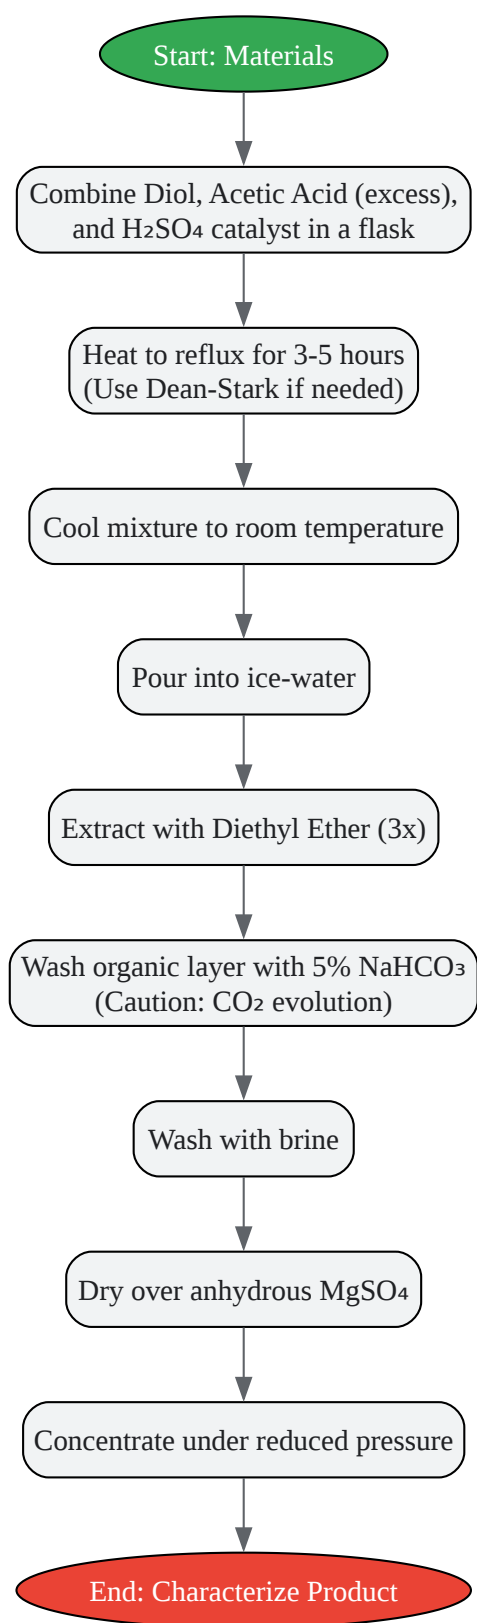 Start: Materials
Combine Diol, Acetic Acid (excess),
and H₂SO₄ catalyst in a flask
Heat to reflux for 3-5 hours
(Use Dean-Stark if needed)
Cool mixture to room temperature
Pour into ice-water
Extract with Diethyl Ether (3x)
Wash organic layer with 5% NaHCO₃
(Caution: CO₂ evolution)
Wash with brine
Dry over anhydrous MgSO₄
Concentrate under reduced pressure
End: Characterize Product